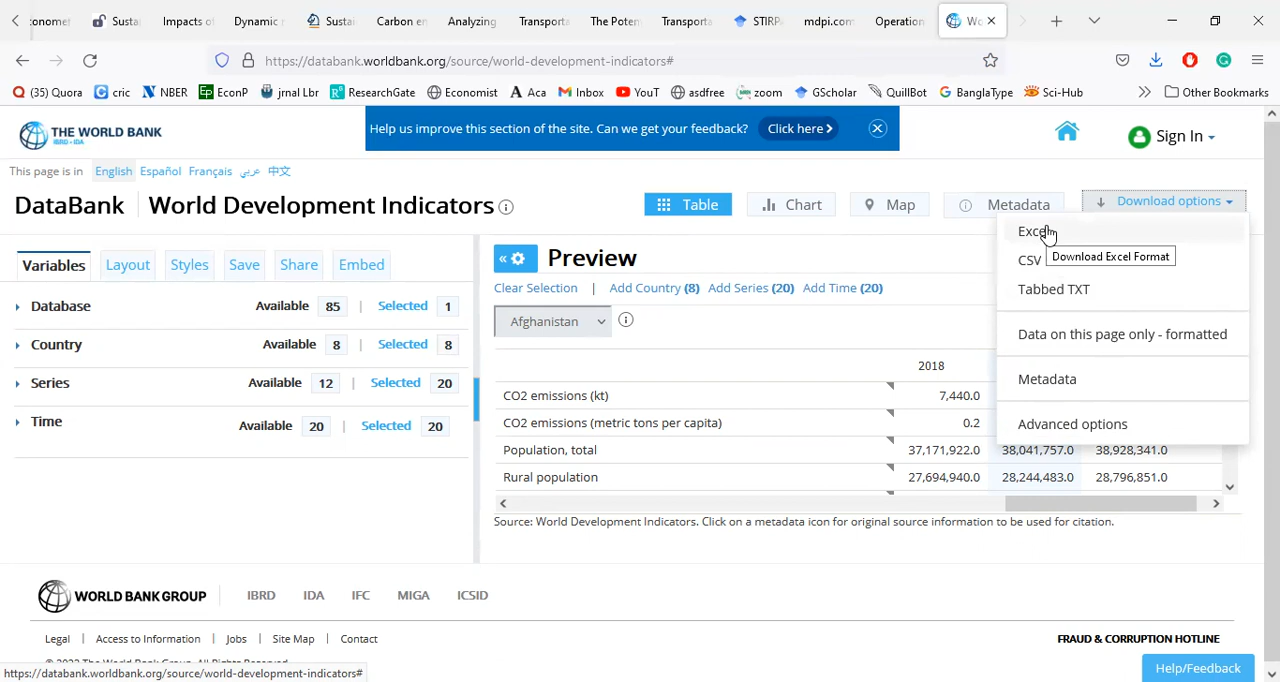 onomet Susta Impacts of Dynamic Sustai Carbon e Analyzing Transporta The Poten Transporta STIRPA mdpi.com Operation Wo
https://databank.worldbank.org/source/world-development-indicators#
(35) Quora cric NBER EconP jrnal Lbr ResearchGate Economist Aca Inbox YouT asdfree zoom GScholar QuillBot BanglaType Sci-Hub Other Bookmarks
THE WORLD BANK
IBRD • IDA
Help us improve this section of the site. Can we get your feedback? Click here
Sign In
This page is in English Español Français عربي 中文
DataBank World Development Indicators
Table Chart Map Metadata Download options
Variables Layout Styles Save Share Embed
Preview
Excel
Download Excel Format
CSV
Tabbed TXT
Data on this page only - formatted
Metadata
Advanced options
Clear Selection | Add Country (8) Add Series (20) Add Time (20)
Database Available 85 | Selected 1
Country Available 8 | Selected 8
Series Available 12 | Selected 20
Time Available 20 | Selected 20
Afghanistan
2018
CO2 emissions (kt) 7,440.0
CO2 emissions (metric tons per capita) 0.2
Population, total 37,171,922.0 38,041,757.0 38,928,341.0
Rural population 27,694,940.0 28,244,483.0 28,796,851.0
Source: World Development Indicators. Click on a metadata icon for original source information to be used for citation.
WORLD BANK GROUP IBRD IDA IFC MIGA ICSID
Legal | Access to Information | Jobs | Site Map | Contact
FRAUD & CORRUPTION HOTLINE
https://databank.worldbank.org/source/world-development-indicators#
Help/Feedback